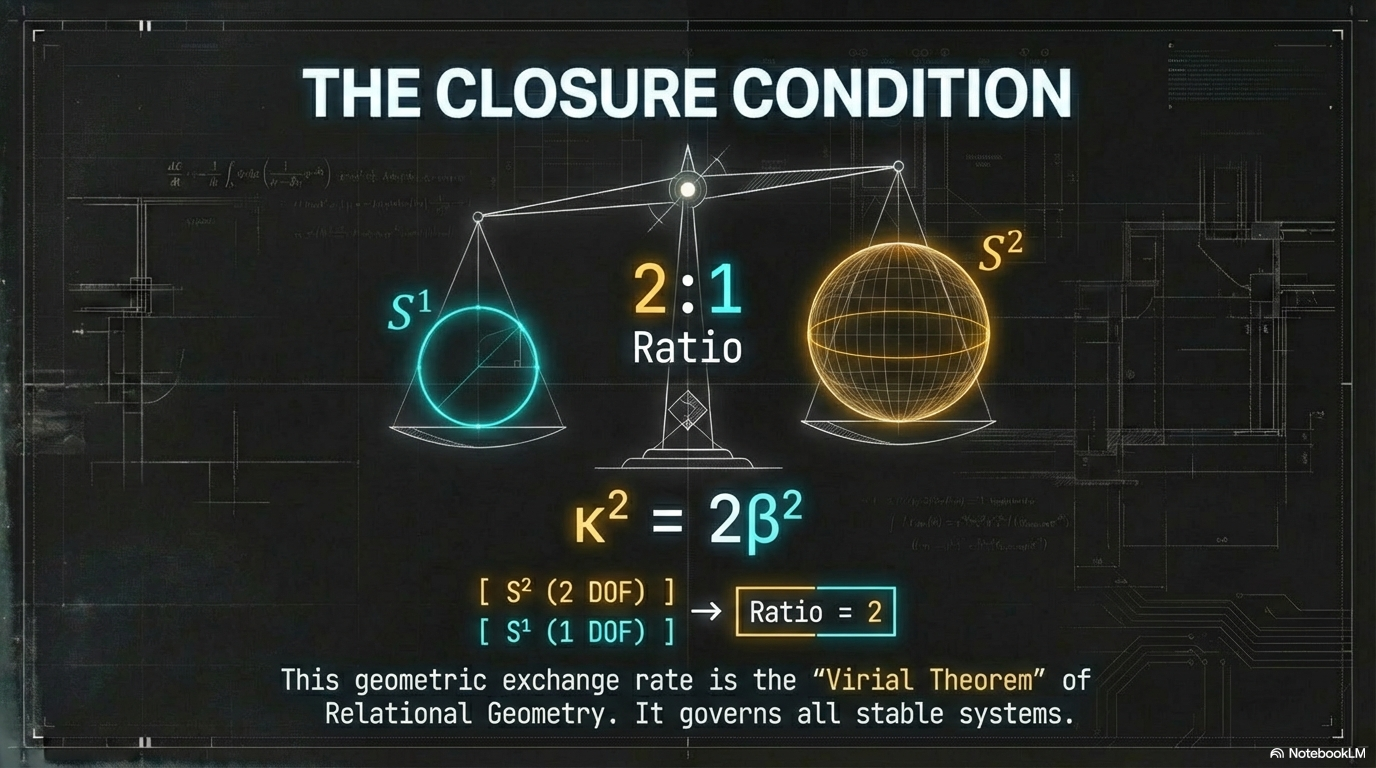 THE CLOSURE CONDITION
S¹
S²
2:1
Ratio
κ² = 2β²
[ S² (2 DOF) ]
[ S¹ (1 DOF) ]
→
Ratio = 2
This geometric exchange rate is the “Virial Theorem” of
Relational Geometry. It governs all stable systems.
NotebookLM